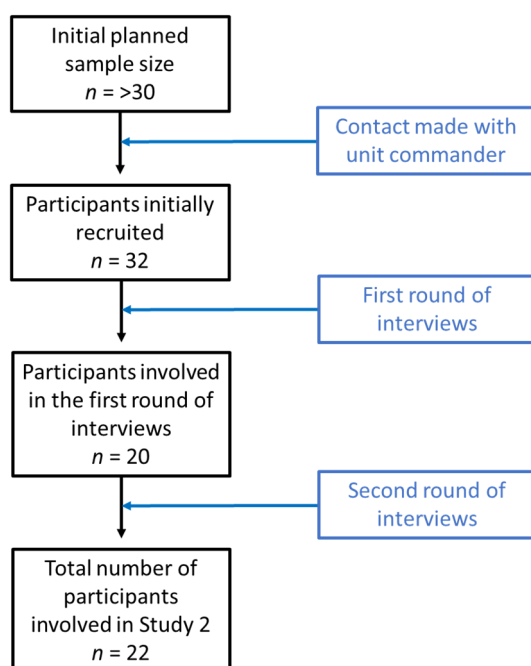 Initial planned
sample size
n = >30
Contact made with
unit commander
Participants initially
recruited
n = 32
First round of
interviews
Participants involved
in the first round of
interviews
n = 20
Second round of
interviews
Total number of
participants
involved in Study 2
n = 22